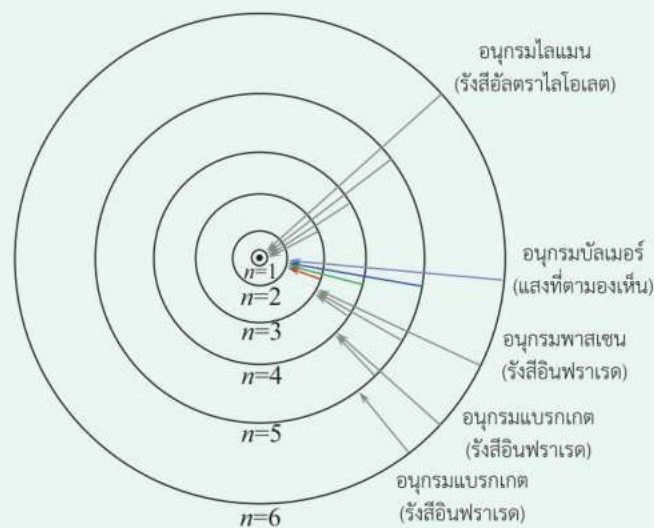 อนุกรมไลแมน
(รังสีอัลตราไลโอเลต)
อนุกรมบัลเมอร์
(แสงที่ตามองเห็น)
อนุกรมพาสเซน
(รังสีอินฟราเรด)
อนุกรมแบรกเกต
(รังสีอินฟราเรด)
อนุกรมแบรกเกต
(รังสีอินฟราเรด)
n=1
n=2
n=3
n=4
n=5
n=6